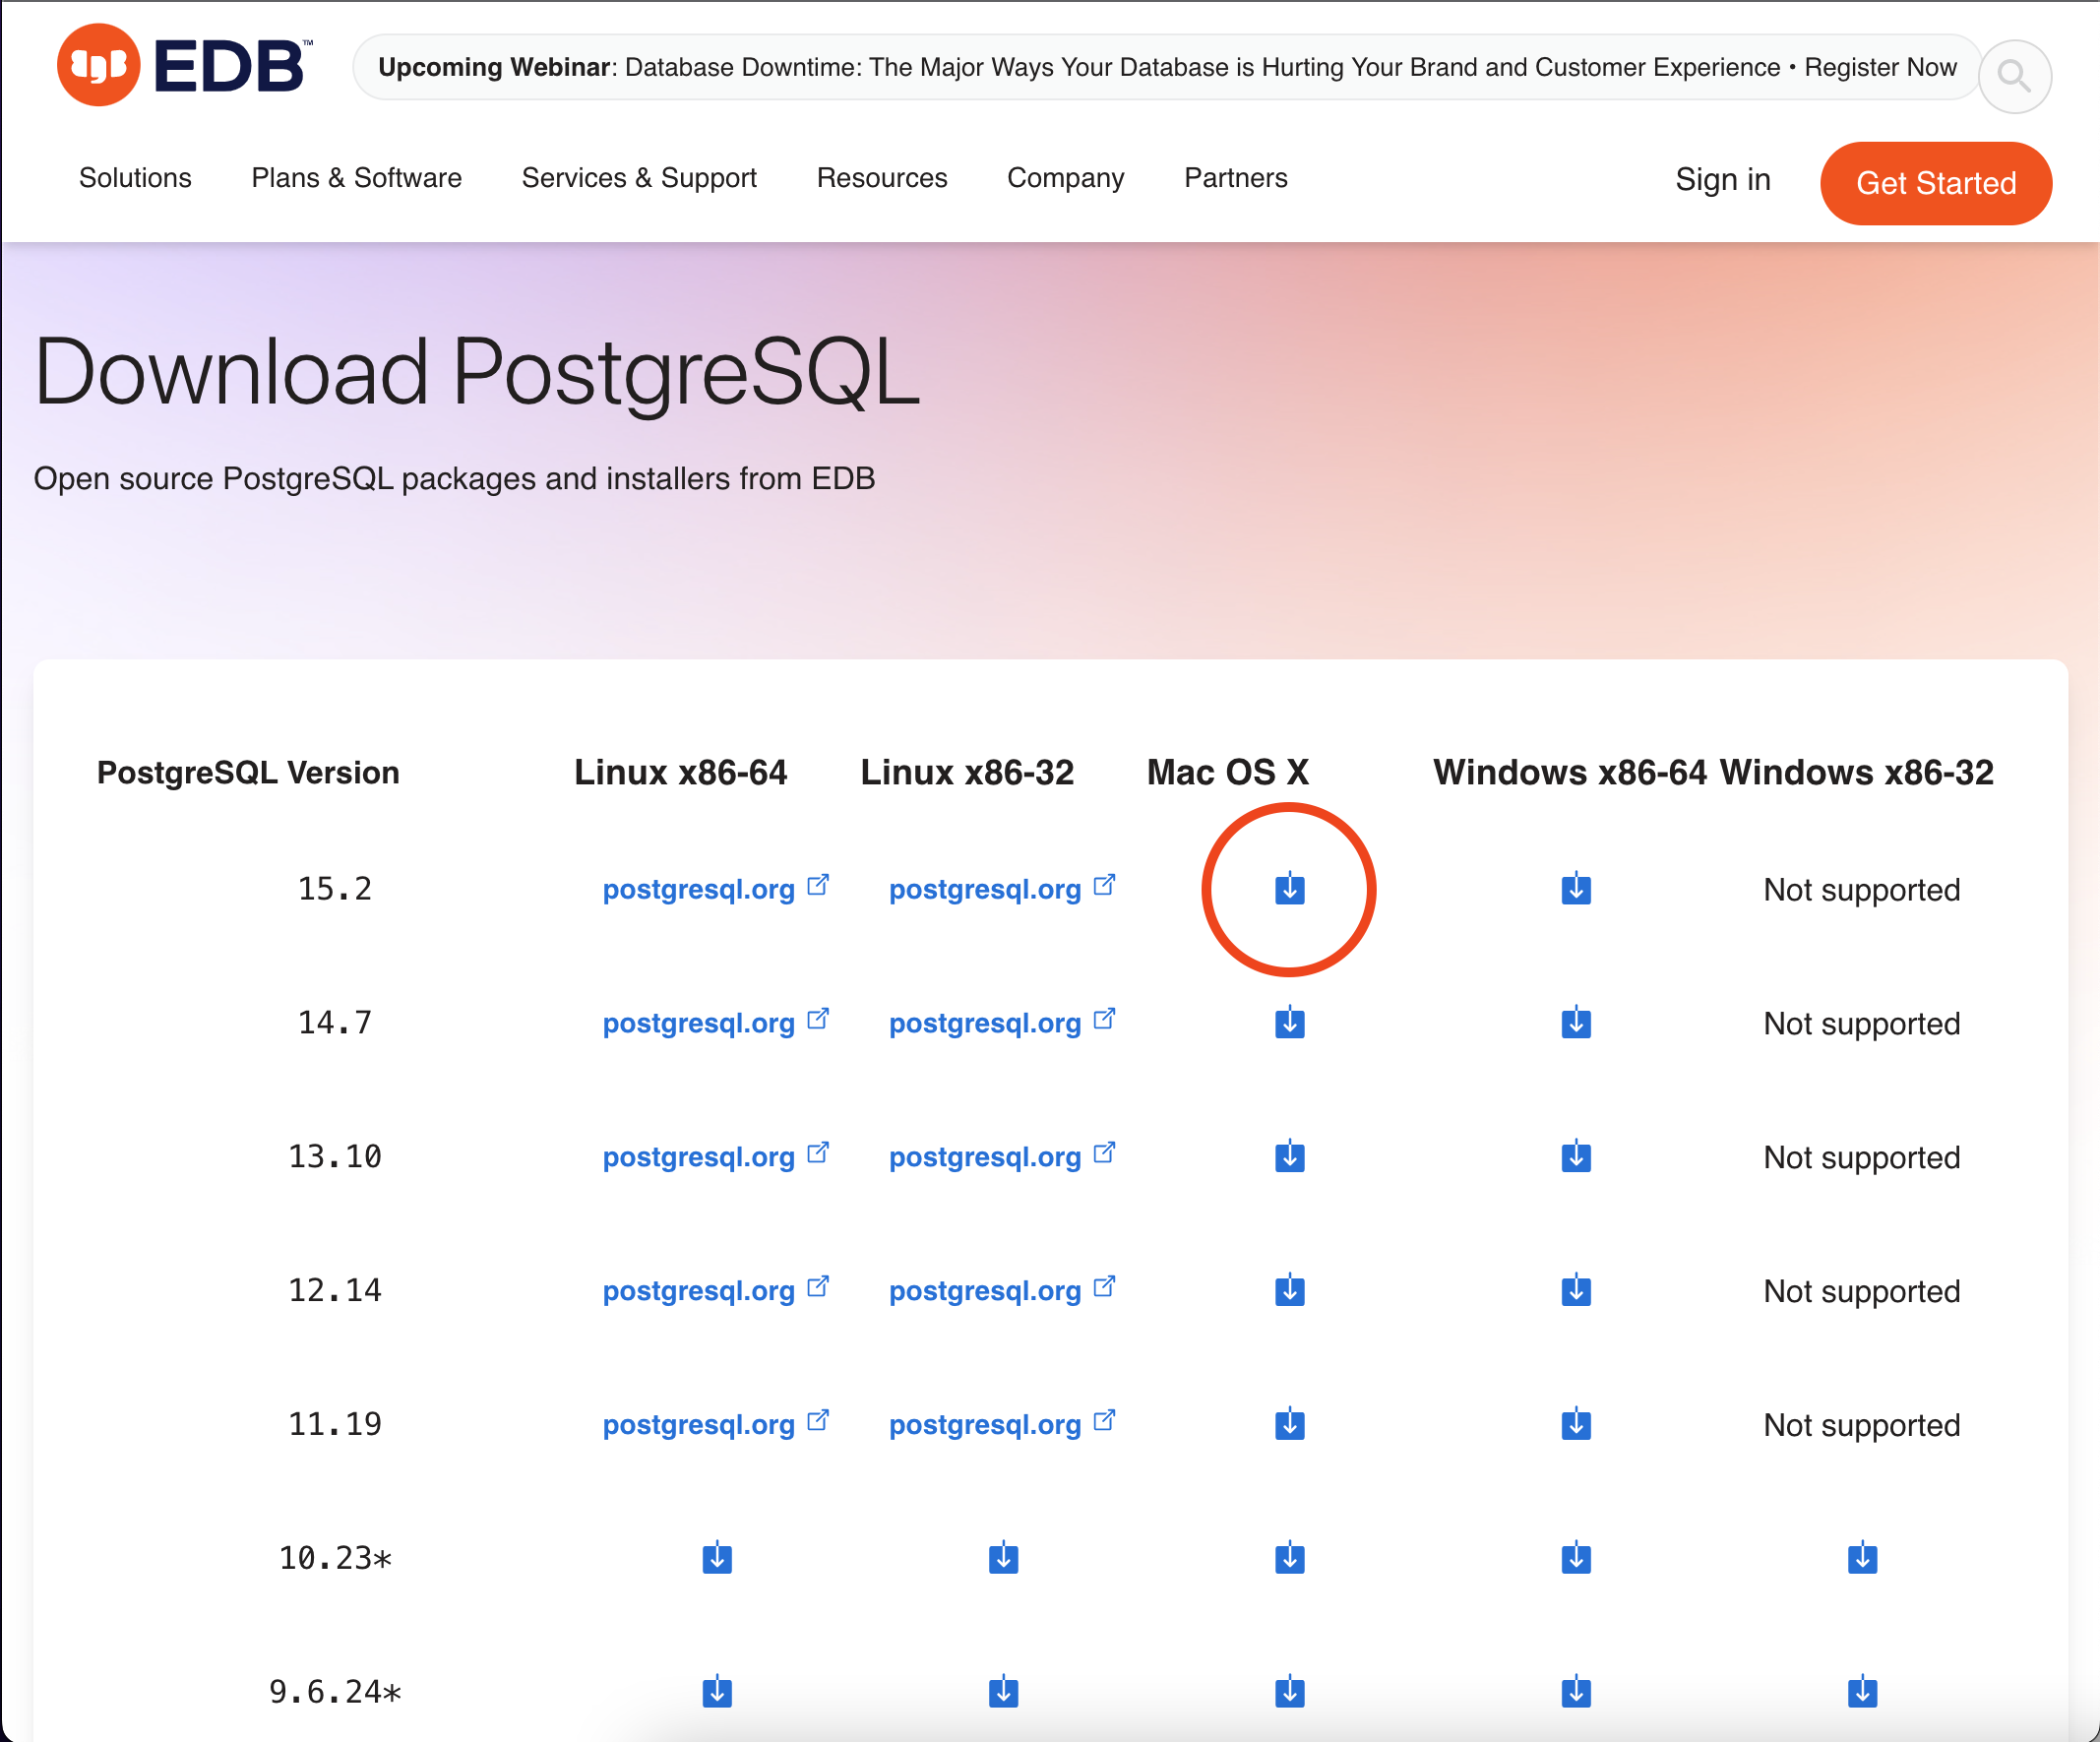 EDB™
Upcoming Webinar: Database Downtime: The Major Ways Your Database is Hurting Your Brand and Customer Experience • Register Now
Solutions Plans & Software Services & Support Resources Company Partners Sign in Get Started
Download PostgreSQL
Open source PostgreSQL packages and installers from EDB
PostgreSQL Version Linux x86-64 Linux x86-32 Mac OS X Windows x86-64 Windows x86-32
15.2 postgresql.org postgresql.org Not supported
14.7 postgresql.org postgresql.org Not supported
13.10 postgresql.org postgresql.org Not supported
12.14 postgresql.org postgresql.org Not supported
11.19 postgresql.org postgresql.org Not supported
10.23*
9.6.24*